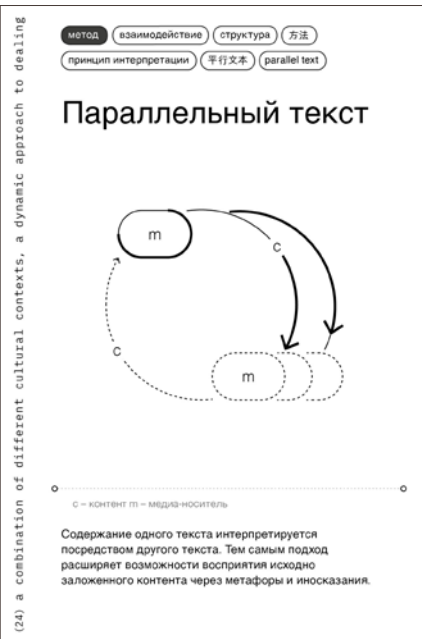 (24) a combination of different cultural contexts, a dynamic approach to dealing
метод взаимодействие структура 方法
принцип интерпретации 平行文本 parallel text
Параллельный текст
m
c
c
m
c – контент m – медиа-носитель
Содержание одного текста интерпретируется
посредством другого текста. Тем самым подход
расширяет возможности восприятия исходно
заложенного контента через метафоры и иносказания.